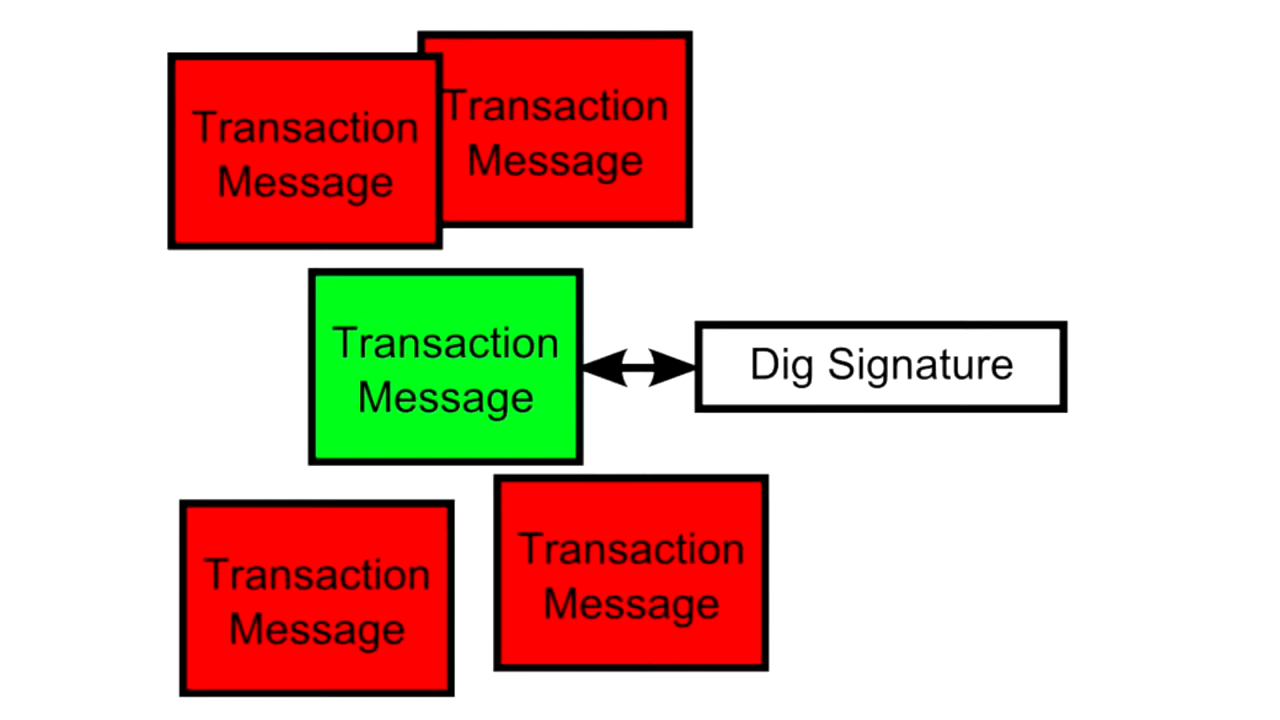 Transaction
Message
Transaction
Message
Transaction
Message
Dig Signature
Transaction
Message
Transaction
Message